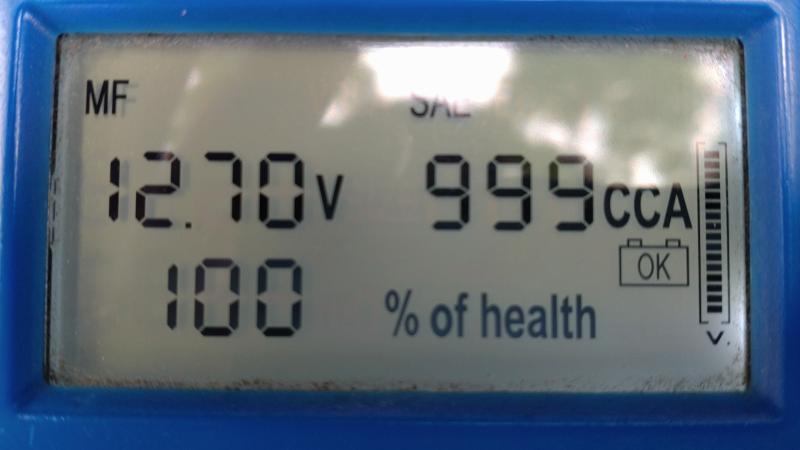 MF SAE
12.70V 999CCA
OK
100 % of health